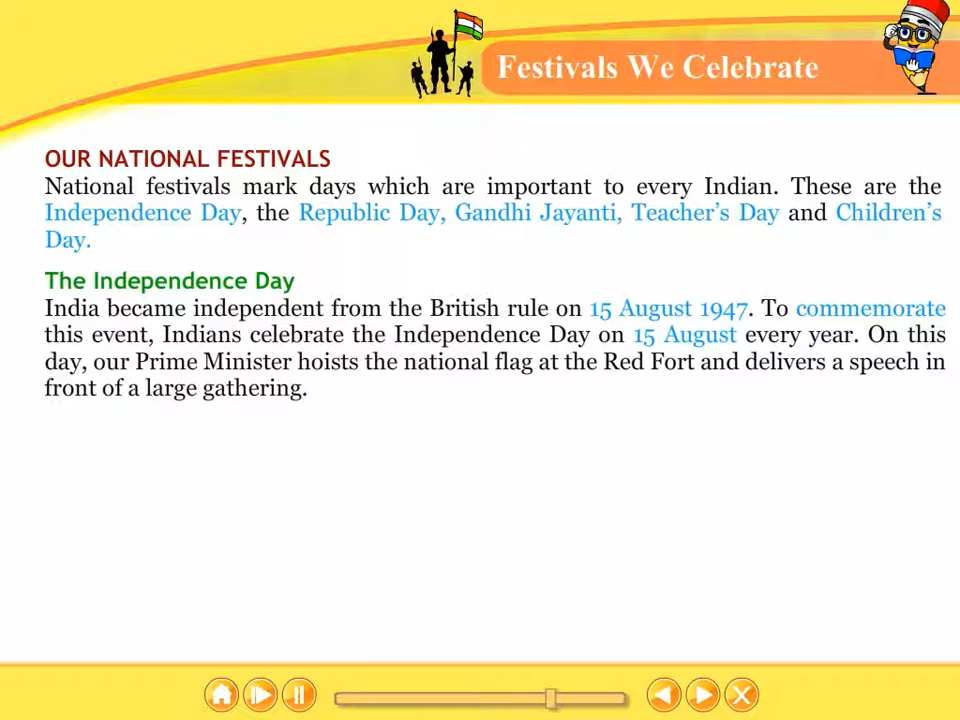 Festivals We Celebrate
OUR NATIONAL FESTIVALS
National festivals mark days which are important to every Indian. These are the
Independence Day, the Republic Day, Gandhi Jayanti, Teacher’s Day and Children’s
Day.
The Independence Day
India became independent from the British rule on 15 August 1947. To commemorate
this event, Indians celebrate the Independence Day on 15 August every year. On this
day, our Prime Minister hoists the national flag at the Red Fort and delivers a speech in
front of a large gathering.